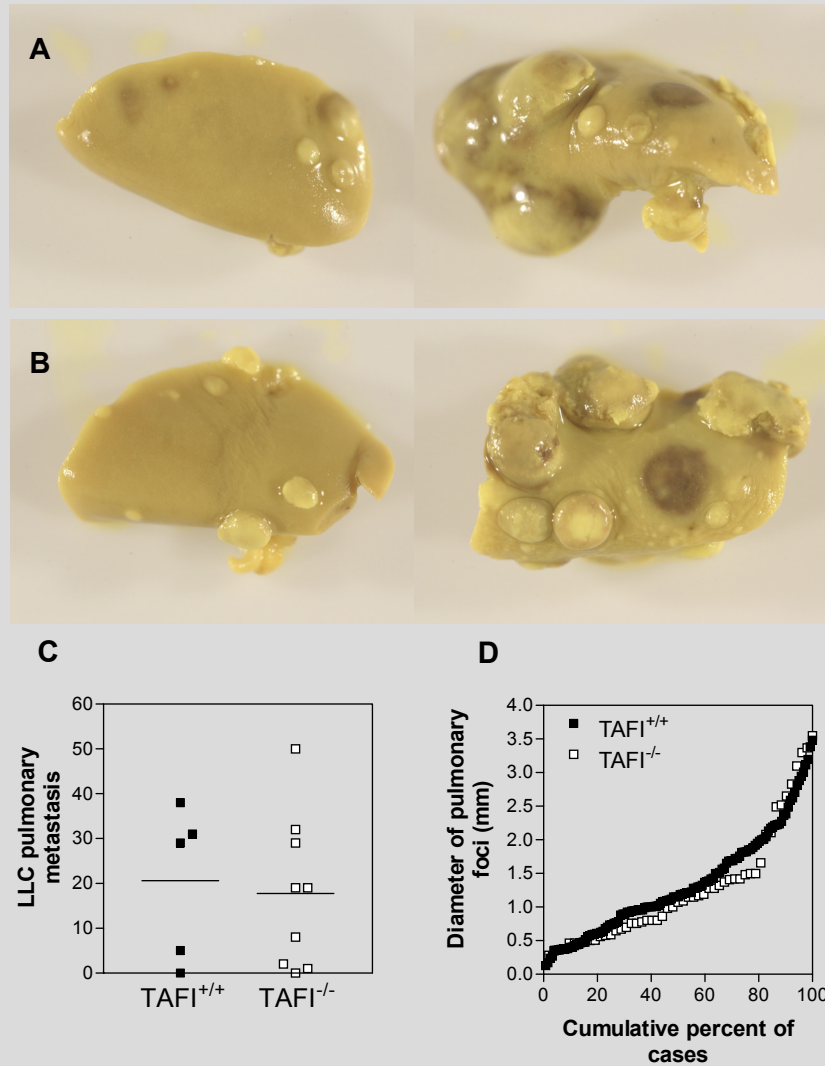 A
B
C
D
60
50
40
30
20
10
0
LLC pulmonary
metastasis
TAFI+/+
TAFI-/-
4.0
3.5
3.0
2.5
2.0
1.5
1.0
0.5
0.0
Diameter of pulmonary
foci (mm)
TAFI+/+
TAFI-/-
0 20 40 60 80 100
Cumulative percent of
cases